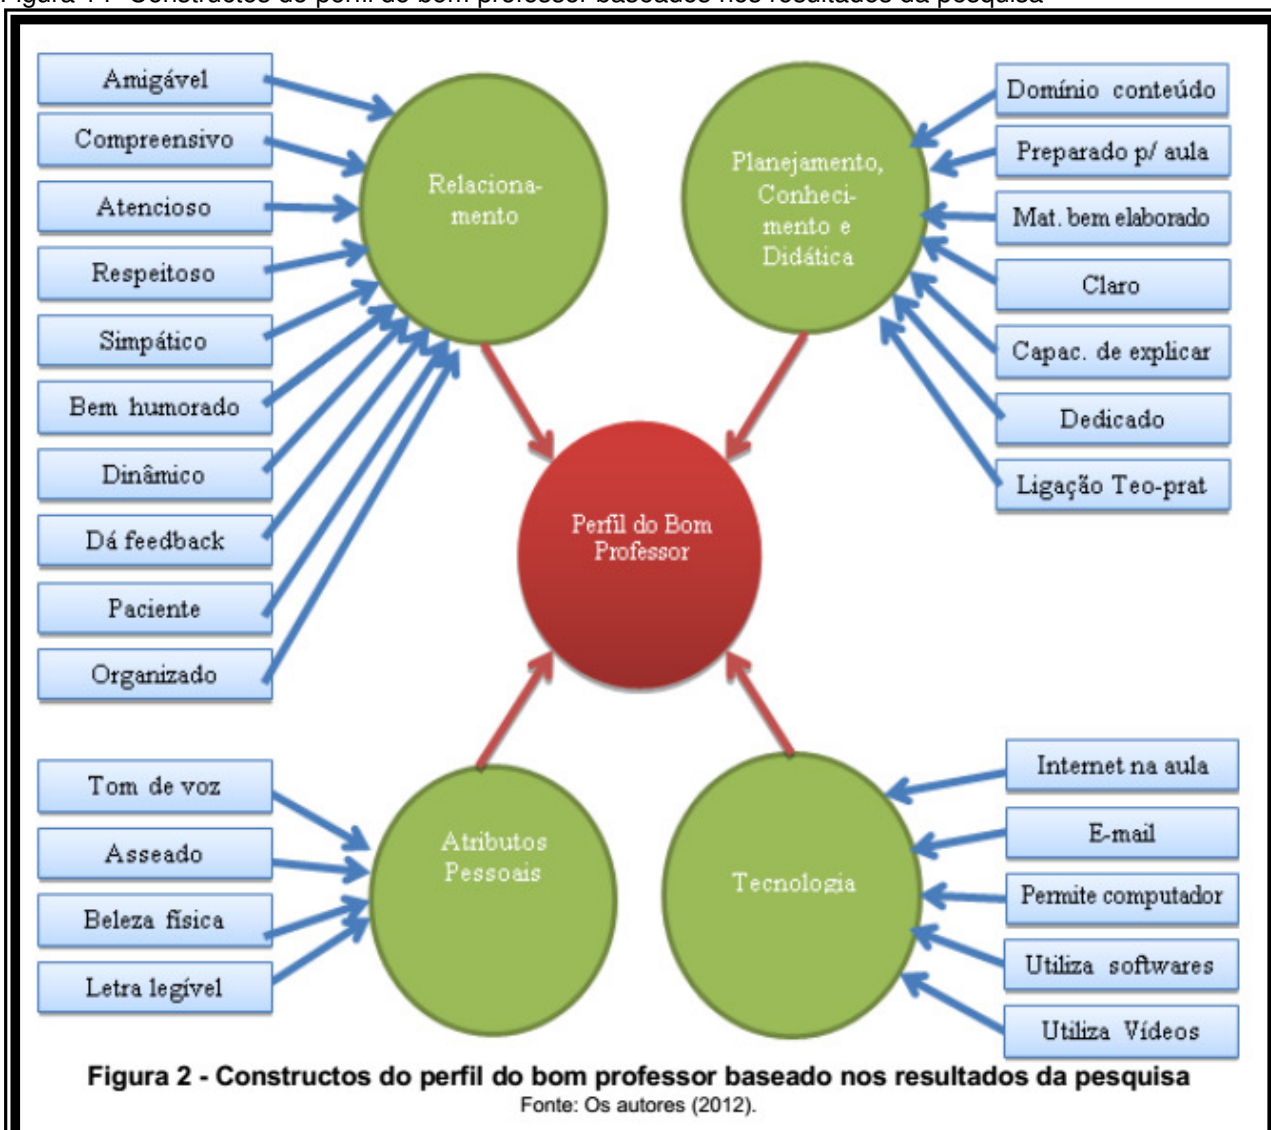 Amigável
Compreensivo
Atencioso
Respeitoso
Simpático
Bem humorado
Dinâmico
Dá feedback
Paciente
Organizado
Relaciona-
mento
Planejamento,
Conheci-
mento e
Didática
Domínio conteúdo
Preparado p/ aula
Mat. bem elaborado
Claro
Capac. de explicar
Dedicado
Ligação Teo-prat
Perfil do Bom
Professor
Tom de voz
Asseado
Beleza física
Letra legível
Atributos
Pessoais
Tecnologia
Internet na aula
E-mail
Permite computador
Utiliza softwares
Utiliza Vídeos
Figura 2 - Constructos do perfil do bom professor baseado nos resultados da pesquisa
Fonte: Os autores (2012).